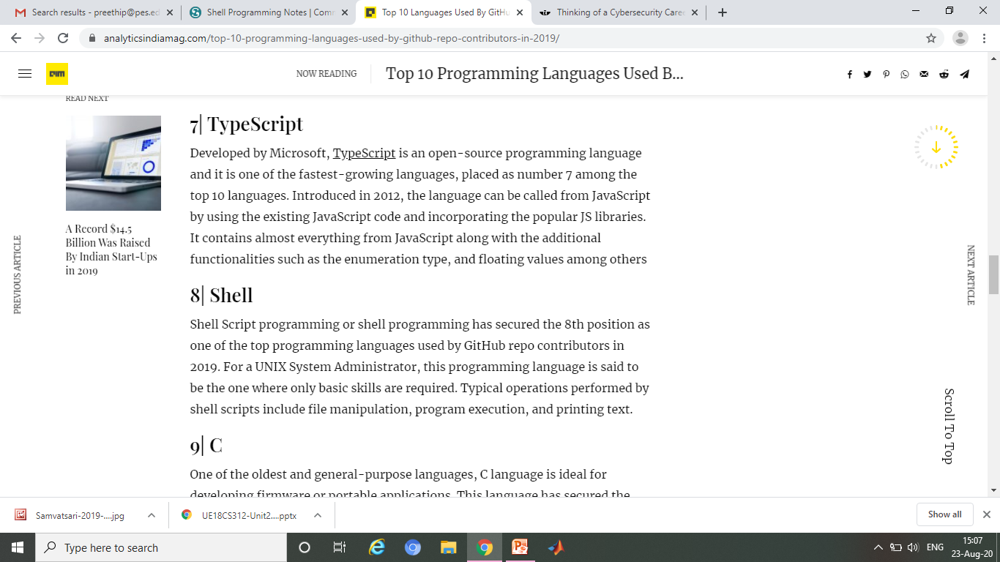 Search results - preethip@pes.ed
Shell Programming Notes | Com
Top 10 Languages Used By GitHu
Thinking of a Cybersecurity Caree
analyticsindiamag.com/top-10-programming-languages-used-by-github-repo-contributors-in-2019/
NOW READING
Top 10 Programming Languages Used B...
READ NEXT
A Record $14.5
Billion Was Raised
By Indian Start-Ups
in 2019
PREVIOUS ARTICLE
7| TypeScript
Developed by Microsoft, TypeScript is an open-source programming language
and it is one of the fastest-growing languages, placed as number 7 among the
top 10 languages. Introduced in 2012, the language can be called from JavaScript
by using the existing JavaScript code and incorporating the popular JS libraries.
It contains almost everything from JavaScript along with the additional
functionalities such as the enumeration type, and floating values among others
8| Shell
Shell Script programming or shell programming has secured the 8th position as
one of the top programming languages used by GitHub repo contributors in
2019. For a UNIX System Administrator, this programming language is said to
be the one where only basic skills are required. Typical operations performed by
shell scripts include file manipulation, program execution, and printing text.
9| C
One of the oldest and general-purpose languages, C language is ideal for
developing firmware or portable applications. This language has secured the
NEXT ARTICLE
Scroll To Top
Samvatsari-2019-....jpg
UE18CS312-Unit2....pptx
Show all
Type here to search
ENG
15:07
23-Aug-20